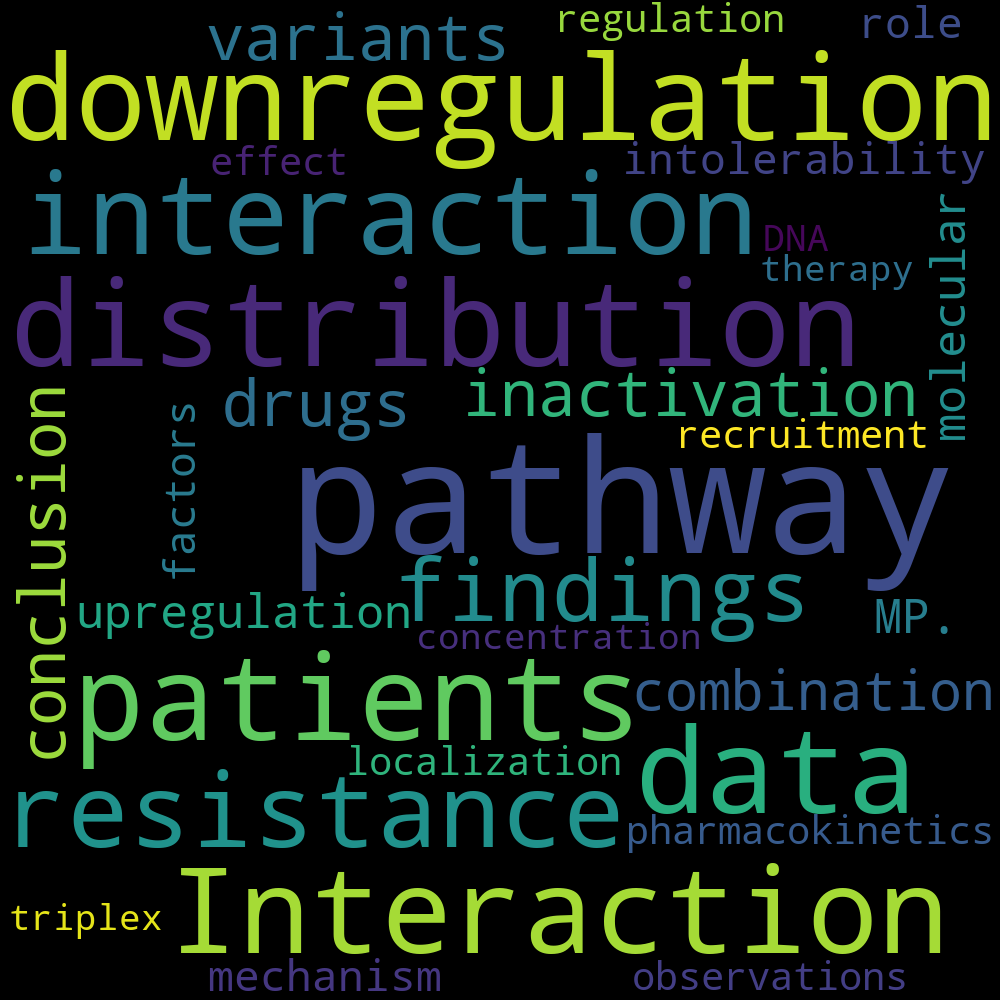 variants
regulation
role
downregulation
effect
intolerability
interaction
DNA
therapy
molecular
distribution
drugs
inactivation
conclusion
factors
recruitment
pathway
findings
upregulation
MP.
concentration
patients
combination
localization
data
resistance
pharmacokinetics
Interaction
triplex
mechanism
observations